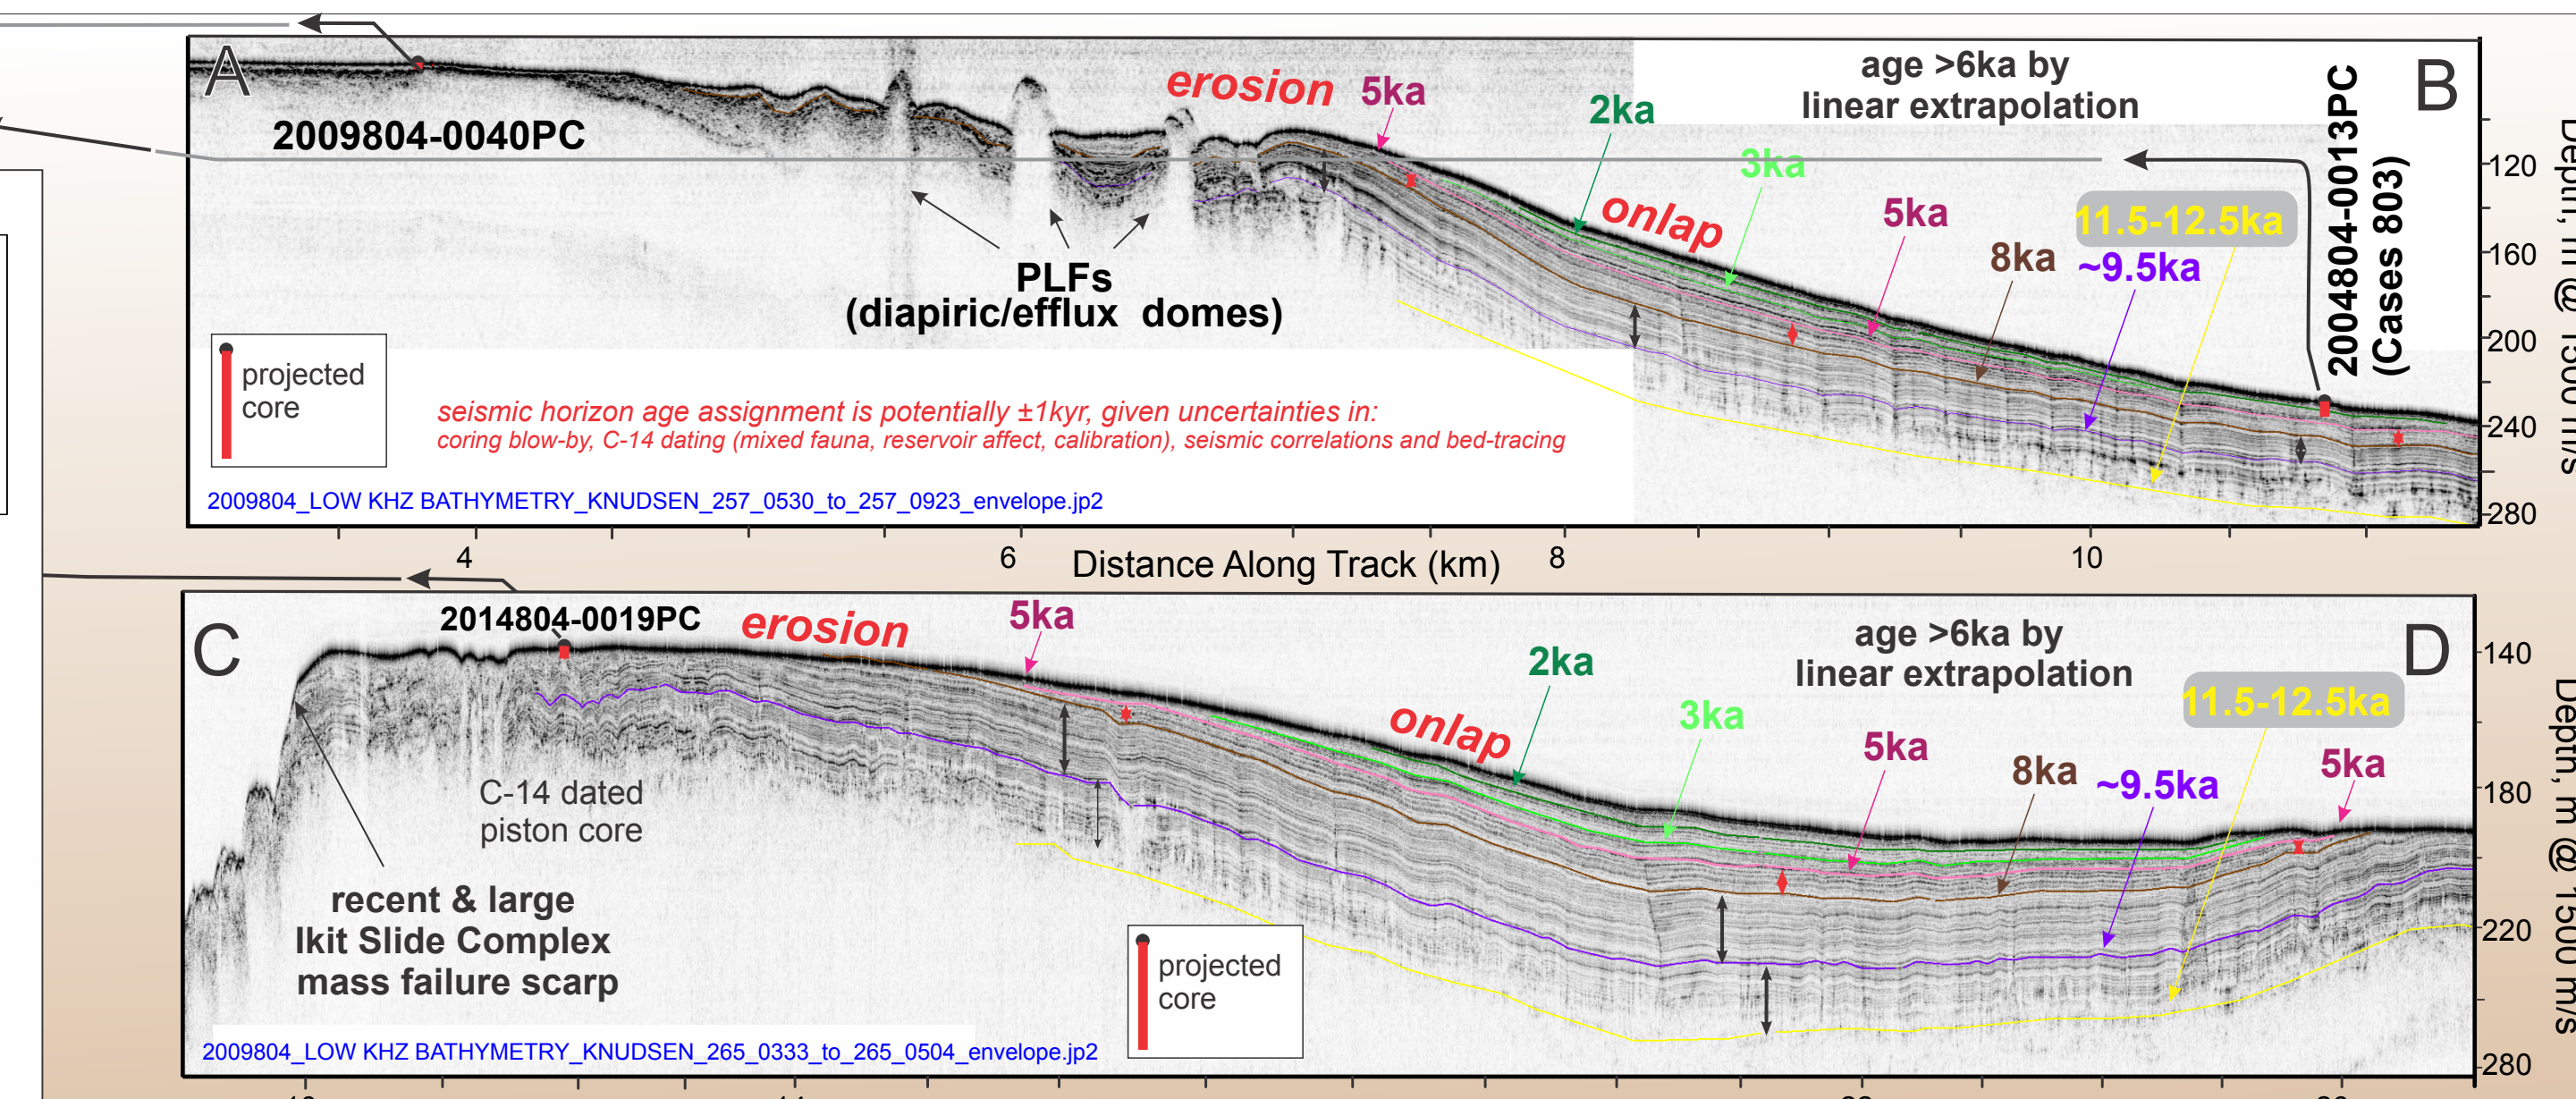 A
B
erosion
5ka
2ka
3ka
age >6ka by
linear extrapolation
2004804-0013PC
(Cases 803)
2009804-0040PC
onlap
5ka
8ka
11.5-12.5ka
~9.5ka
PLFs
(diapiric/efflux domes)
projected
core
seismic horizon age assignment is potentially ±1kyr, given uncertainties in:
coring blow-by, C-14 dating (mixed fauna, reservoir affect, calibration), seismic correlations and bed-tracing
2009804_LOW KHZ BATHYMETRY_KNUDSEN_257_0530_to_257_0923_envelope.jp2
120
160
200
240
280
Depth, m @ 1500 m/s
4
6
8
10
Distance Along Track (km)
C
D
2014804-0019PC
erosion
5ka
2ka
3ka
age >6ka by
linear extrapolation
onlap
5ka
8ka
~9.5ka
11.5-12.5ka
5ka
C-14 dated
piston core
recent & large
Ikit Slide Complex
mass failure scarp
projected
core
2009804_LOW KHZ BATHYMETRY_KNUDSEN_265_0333_to_265_0504_envelope.jp2
140
180
220
280
Depth, m @ 1500 m/s